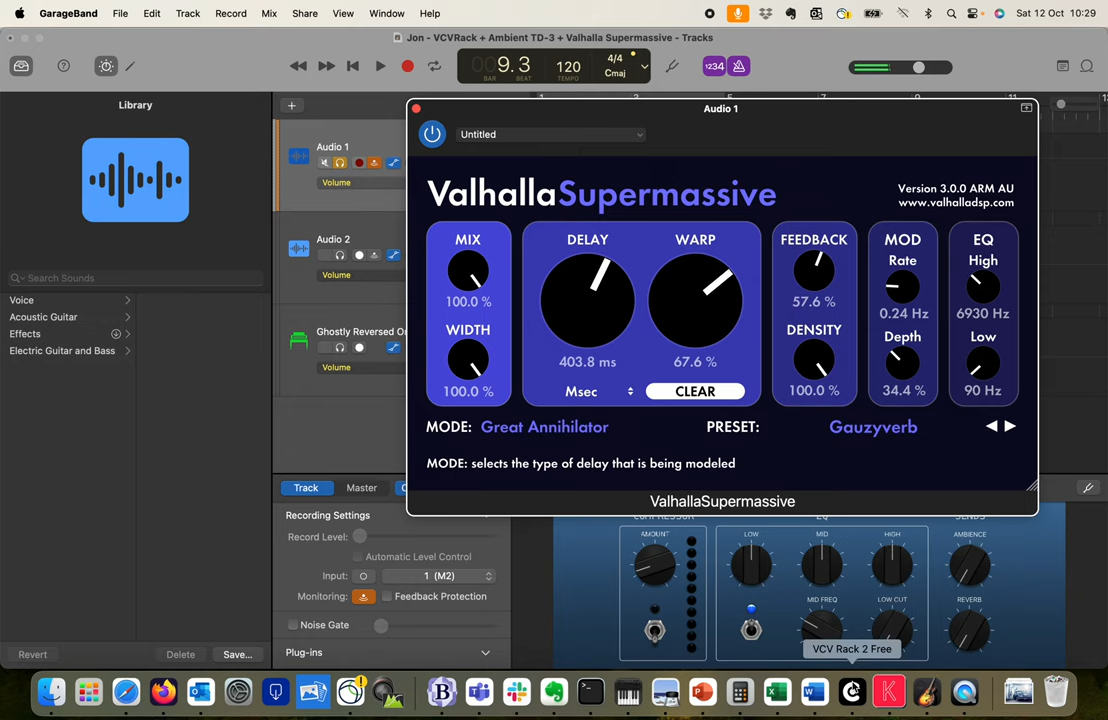 GarageBand File Edit Track Record Mix Share View Window Help Sat 12 Oct 10:29
Jon - VCVRack + Ambient TD-3 + Valhalla Supermassive - Tracks
009.3 120 4/4 Cmaj
BAR BEAT TEMPO
1234
Library
1 3 7 9 11
Audio 1
Untitled
Audio 1
Volume
ValhallaSupermassive
Version 3.0.0 ARM AU
www.valhalladsp.com
MIX DELAY WARP FEEDBACK MOD EQ
Rate High
Audio 2
Search Sounds
Volume
100.0 % 57.6 % 0.24 Hz 6930 Hz
Voice
WIDTH DENSITY Depth Low
Acoustic Guitar
Effects
Ghostly Reversed Or
Electric Guitar and Bass
Volume
403.8 ms 67.6 %
100.0 % Msec CLEAR 100.0 % 34.4 % 90 Hz
MODE: Great Annihilator PRESET: Gauzyverb
MODE: selects the type of delay that is being modeled
Track Master
ValhallaSupermassive
Recording Settings
Record Level:
Automatic Level Control
AMOUNT LOW MID HIGH AMBIENCE
Input: 1 (M2)
Monitoring: Feedback Protection
MID FREQ LOW CUT REVERB
Noise Gate
VCV Rack 2 Free
Plug-ins
Revert Delete Save...